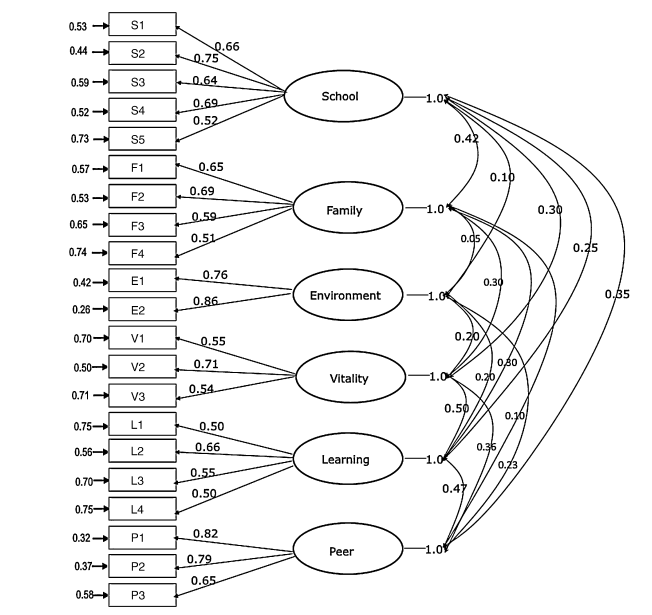 0.53 S1
0.66
0.44 S2
0.75
0.59 S3 0.64
School 1.0
0.52 S4 0.69
0.52
0.73 S5
0.42
0.57 F1 0.65
0.10
0.53 F2 0.69
Family 1.0 0.30
0.65 F3 0.59
0.51
0.05
0.74 F4
0.25
0.42 E1 0.76
0.30
Environment 1.0 0.35
0.26 E2 0.86
0.70 V1 0.55
0.20
0.50 V2 0.71
0.30
Vitality 1.0 0.20
0.71 V3 0.54
0.50
0.10
0.75 L1 0.50
0.56 L2 0.66
0.36
Learning 1.0
0.23
0.70 L3 0.55
0.47
0.50
0.75 L4
0.32 P1 0.82
Peer 1.0
0.37 P2 0.79
0.65
0.58 P3